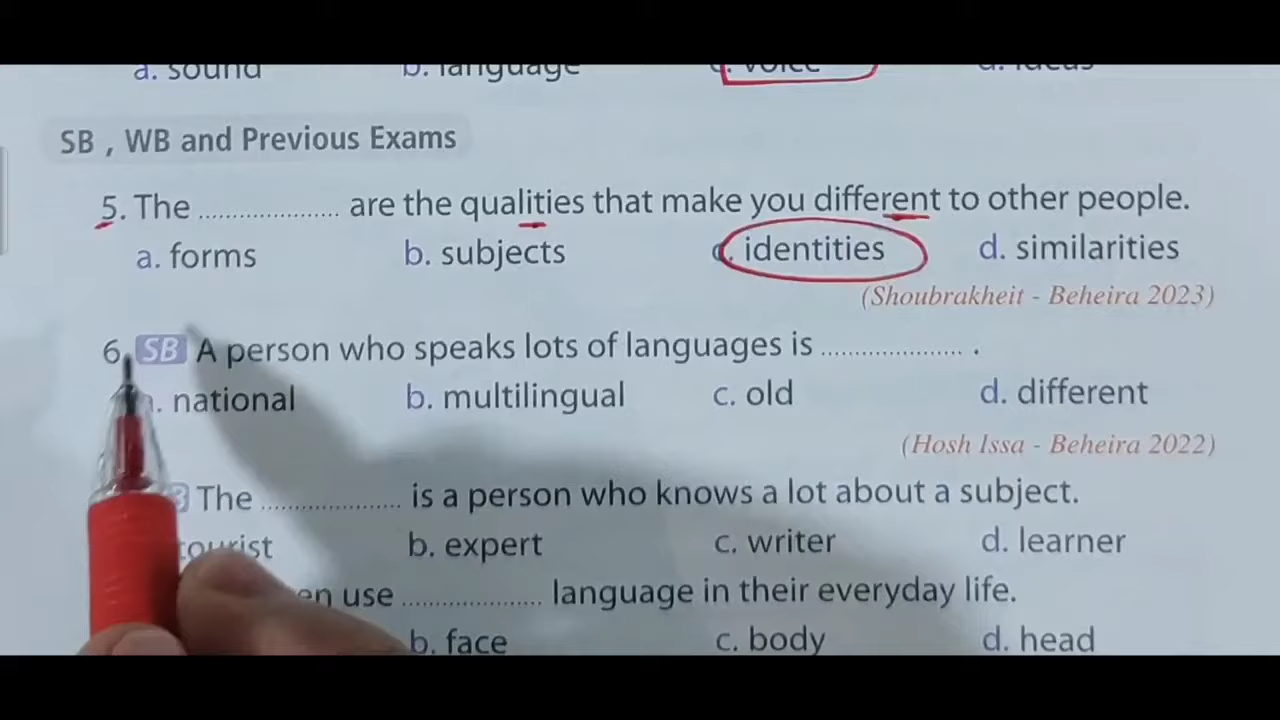 a. sound b. language c. voice d. ideas
SB , WB and Previous Exams
5. The .................... are the qualities that make you different to other people.
a. forms b. subjects c. identities d. similarities
(Shoubrakheit - Beheira 2023)
6. SB A person who speaks lots of languages is .................... .
a. national b. multilingual c. old d. different
(Hosh Issa - Beheira 2022)
The .................... is a person who knows a lot about a subject.
tourist b. expert c. writer d. learner
use .................... language in their everyday life.
b. face c. body d. head